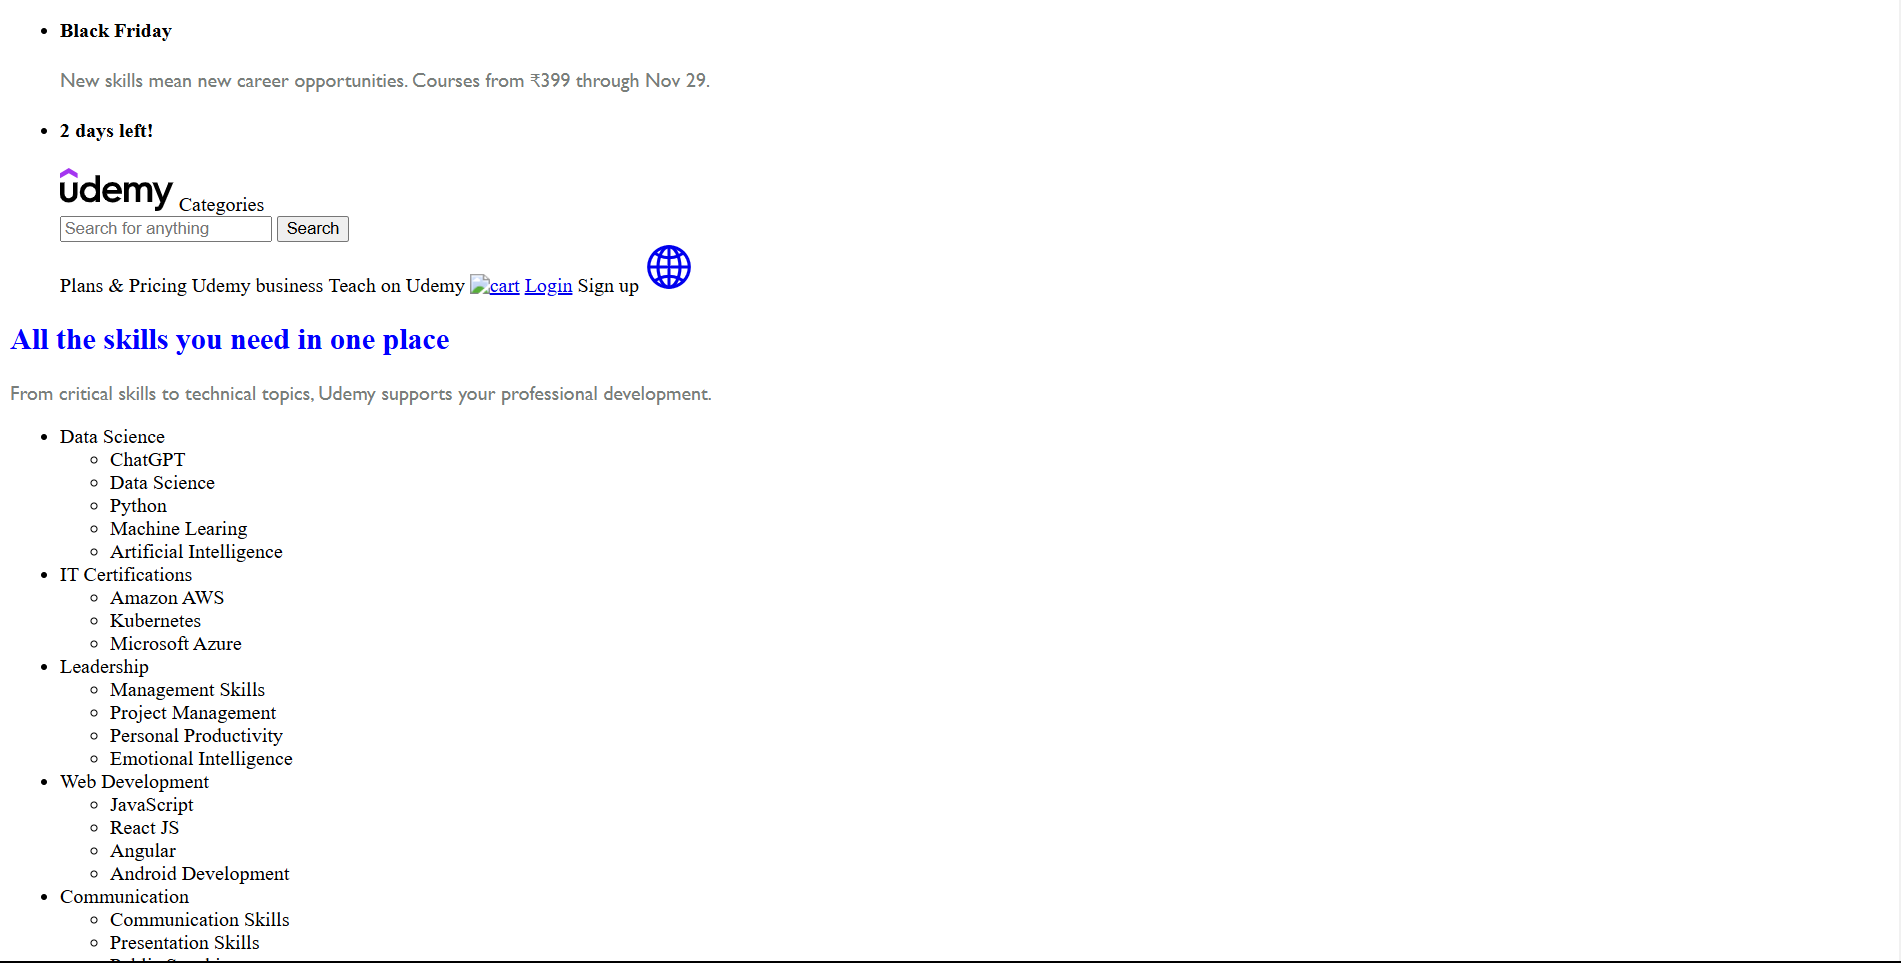 Black Friday
New skills mean new career opportunities. Courses from ₹399 through Nov 29.
2 days left!
udemy Categories
Search for anything Search
Plans & Pricing Udemy business Teach on Udemy cart Login Sign up
All the skills you need in one place
From critical skills to technical topics, Udemy supports your professional development.
Data Science
ChatGPT
Data Science
Python
Machine Learing
Artificial Intelligence
IT Certifications
Amazon AWS
Kubernetes
Microsoft Azure
Leadership
Management Skills
Project Management
Personal Productivity
Emotional Intelligence
Web Development
JavaScript
React JS
Angular
Android Development
Communication
Communication Skills
Presentation Skills